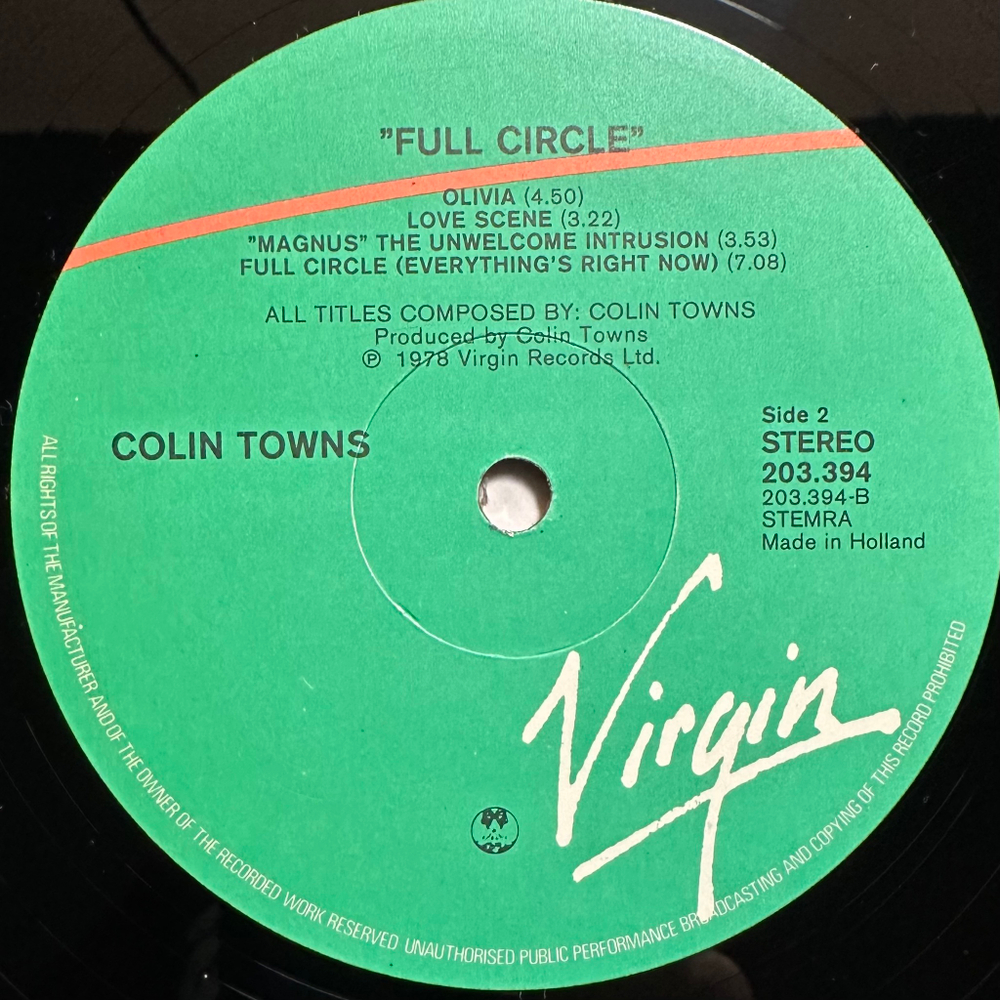 ”FULL CIRCLE”
OLIVIA (4.50)
LOVE SCENE (3.22)
”MAGNUS” THE UNWELCOME INTRUSION (3.53)
FULL CIRCLE (EVERYTHING'S RIGHT NOW) (7.08)
ALL TITLES COMPOSED BY: COLIN TOWNS
Produced by Colin Towns
℗ 1978 Virgin Records Ltd.
COLIN TOWNS
Side 2
STEREO
203.394
203.394-B
STEMRA
Made in Holland
Virgin
ALL RIGHTS OF THE MANUFACTURER AND OF THE OWNER OF THE RECORDED WORK RESERVED UNAUTHORISED PUBLIC PERFORMANCE BROADCASTING AND COPYING OF THIS RECORD PROHIBITED